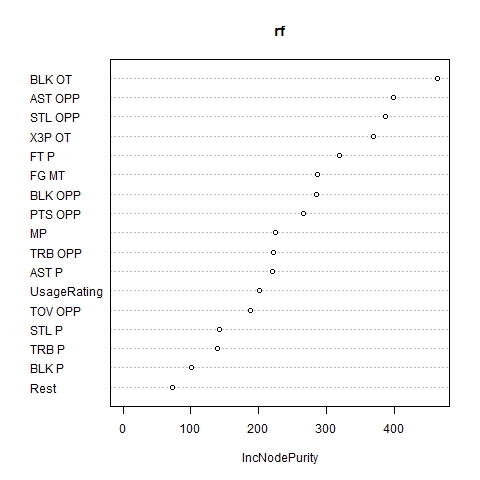 rf
BLK OT
AST OPP
STL OPP
X3P OT
FT P
FG MT
BLK OPP
PTS OPP
MP
TRB OPP
AST P
UsageRating
TOV OPP
STL P
TRB P
BLK P
Rest
0 100 200 300 400
IncNodePurity